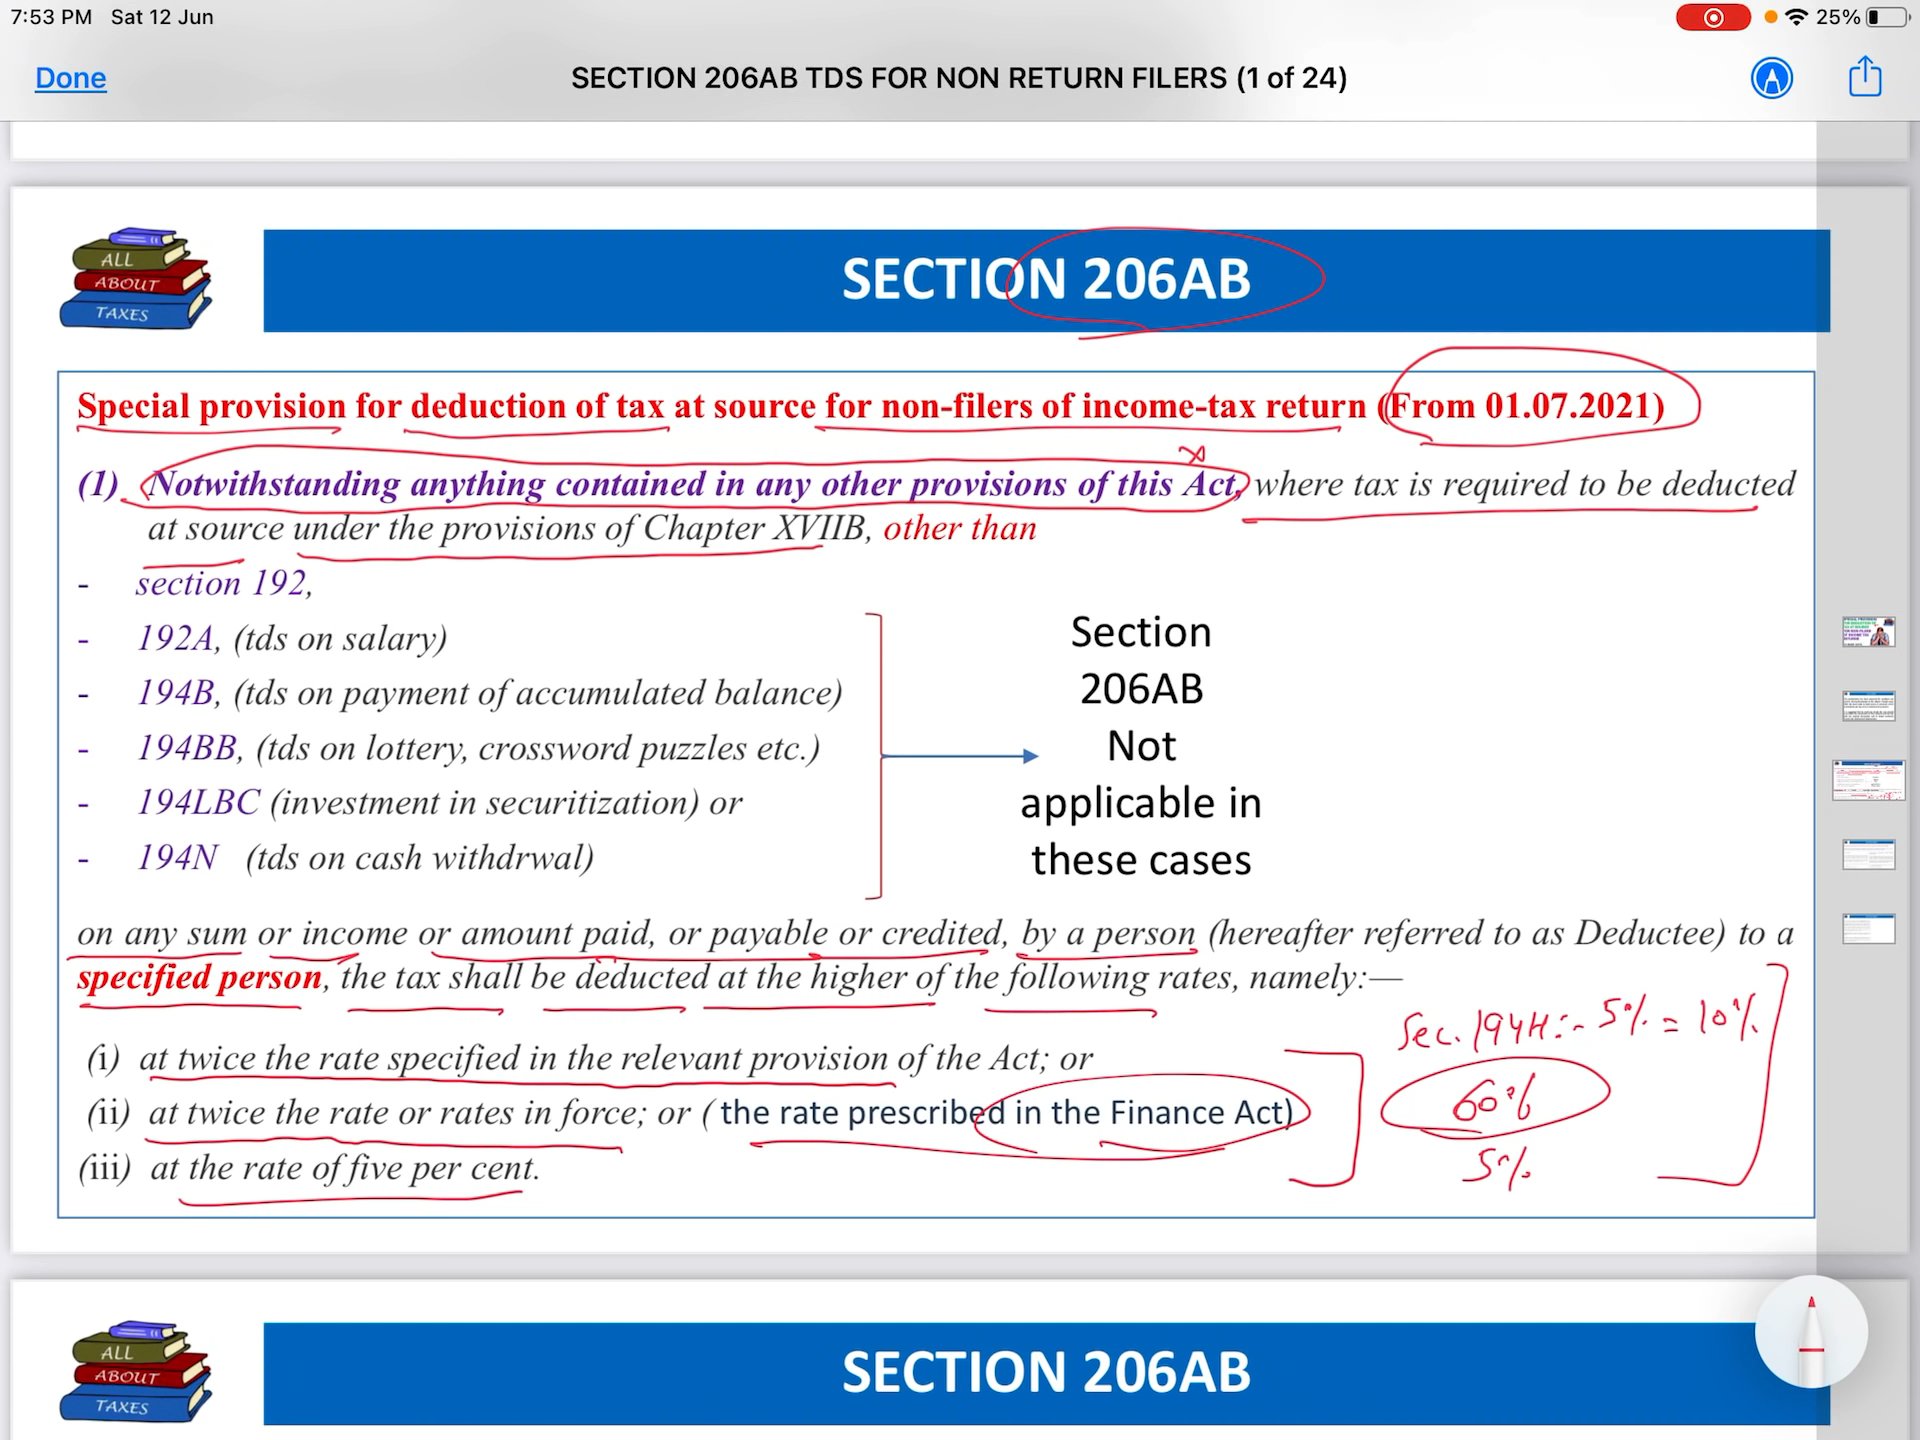 7:53 PM Sat 12 Jun
25%
Done
SECTION 206AB TDS FOR NON RETURN FILERS (1 of 24)
ALL
ABOUT
TAXES
SECTION 206AB
Special provision for deduction of tax at source for non-filers of income-tax return (From 01.07.2021)
(1) Notwithstanding anything contained in any other provisions of this Act, where tax is required to be deducted
at source under the provisions of Chapter XVIIB, other than
- section 192,
- 192A, (tds on salary)
- 194B, (tds on payment of accumulated balance)
- 194BB, (tds on lottery, crossword puzzles etc.)
- 194LBC (investment in securitization) or
- 194N (tds on cash withdrwal)
Section
206AB
Not
applicable in
these cases
on any sum or income or amount paid, or payable or credited, by a person (hereafter referred to as Deductee) to a
specified person, the tax shall be deducted at the higher of the following rates, namely:—
(i) at twice the rate specified in the relevant provision of the Act; or
(ii) at twice the rate or rates in force; or ( the rate prescribed in the Finance Act)
(iii) at the rate of five per cent.
Sec. 194H:- 5% = 10%
60%
5%
ALL
ABOUT
TAXES
SECTION 206AB